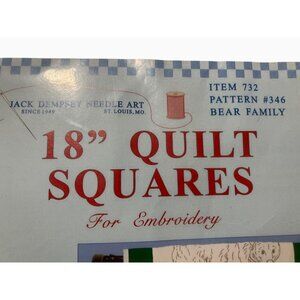 ITEM 732
JACK DEMPSEY NEEDLE ART
PATTERN #346
SINCE 1949 ST. LOUIS, MO.
BEAR FAMILY
18” QUILT
SQUARES
For Embroidery